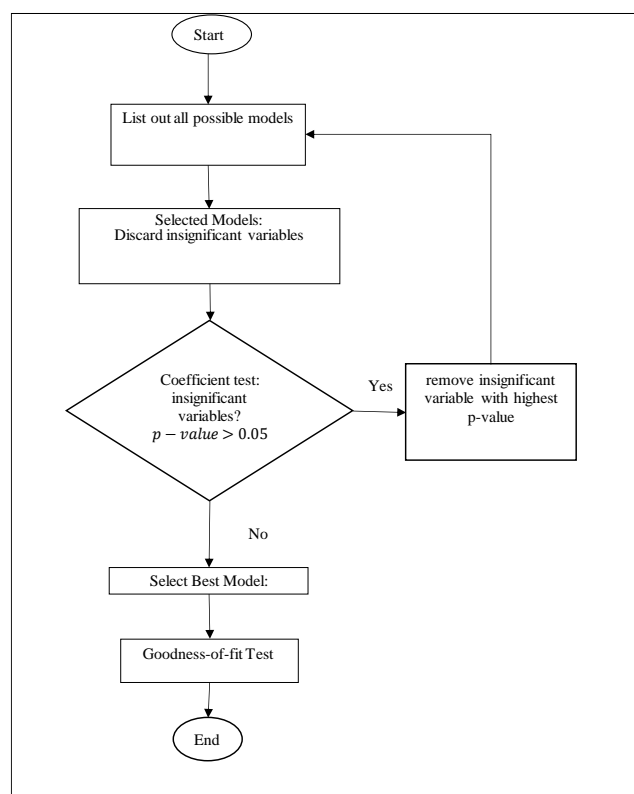 Start
List out all possible models
Selected Models:
Discard insignificant variables
Coefficient test:
insignificant
variables?
p − value > 0.05
Yes
remove insignificant
variable with highest
p-value
No
Select Best Model:
Goodness-of-fit Test
End